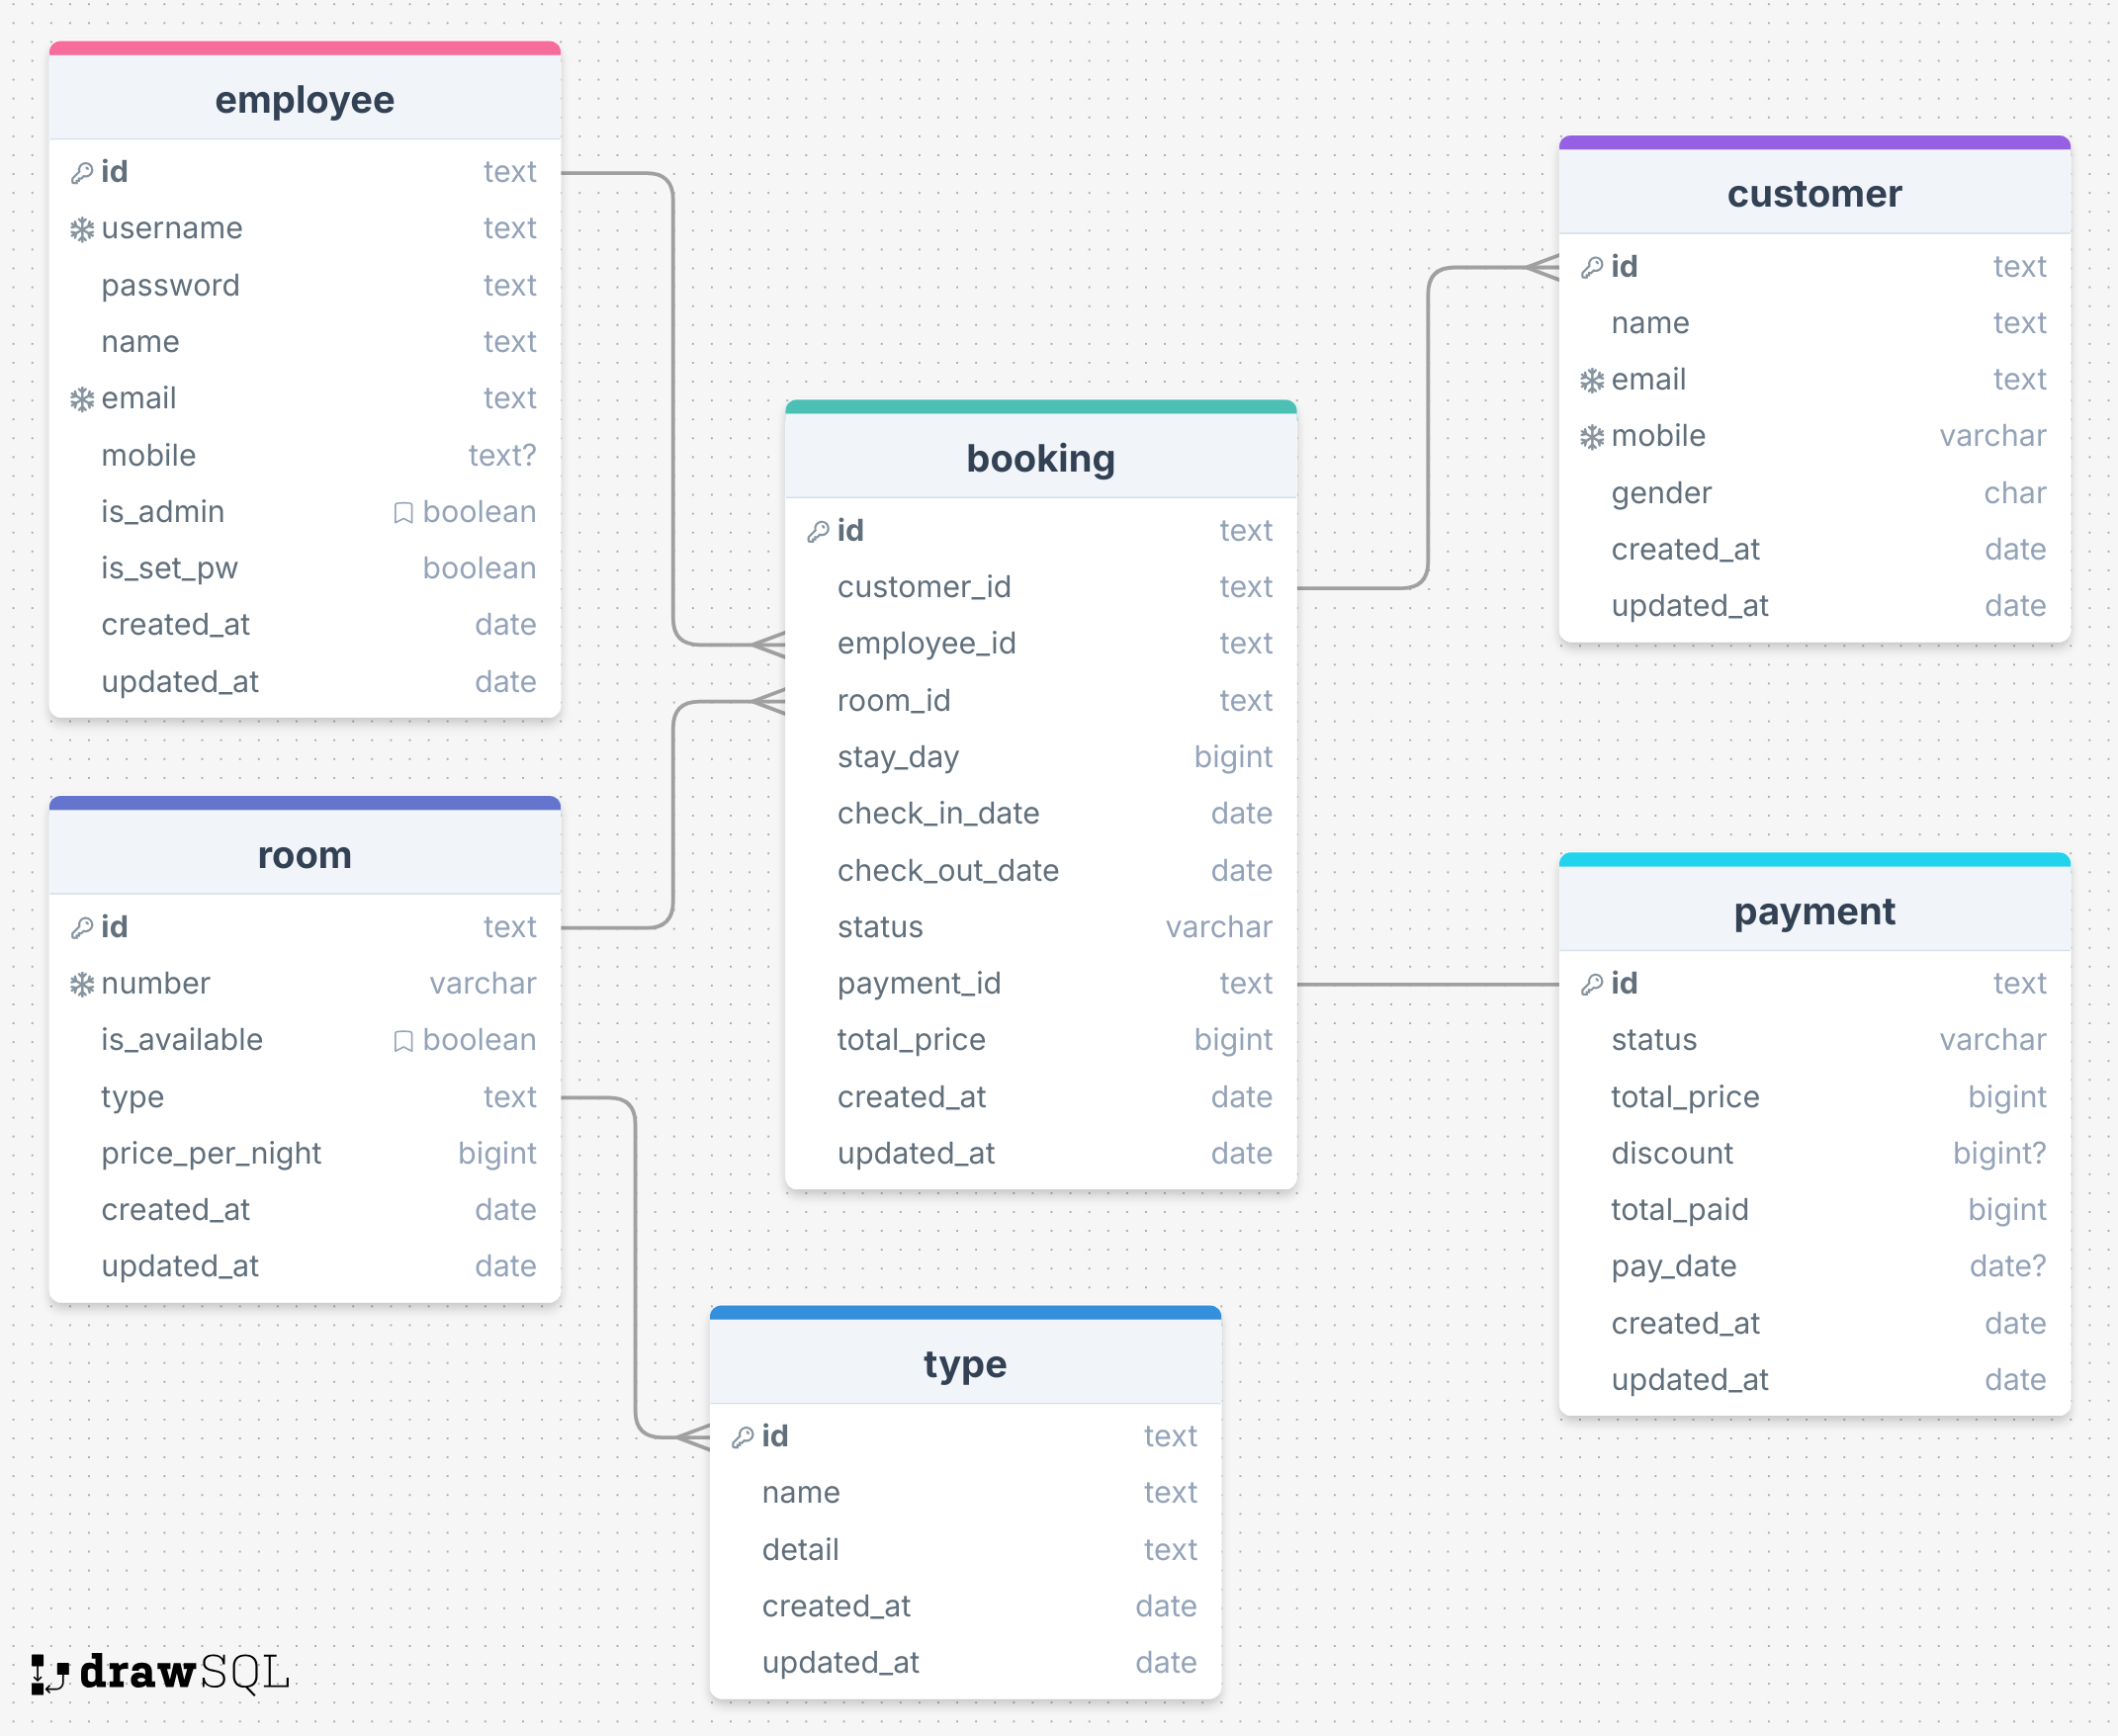 employee
id text
username text
password text
name text
email text
mobile text?
is_admin boolean
is_set_pw boolean
created_at date
updated_at date
room
id text
number varchar
is_available boolean
type text
price_per_night bigint
created_at date
updated_at date
booking
id text
customer_id text
employee_id text
room_id text
stay_day bigint
check_in_date date
check_out_date date
status varchar
payment_id text
total_price bigint
created_at date
updated_at date
type
id text
name text
detail text
created_at date
updated_at date
customer
id text
name text
email text
mobile varchar
gender char
created_at date
updated_at date
payment
id text
status varchar
total_price bigint
discount bigint?
total_paid bigint
pay_date date?
created_at date
updated_at date
drawSQL